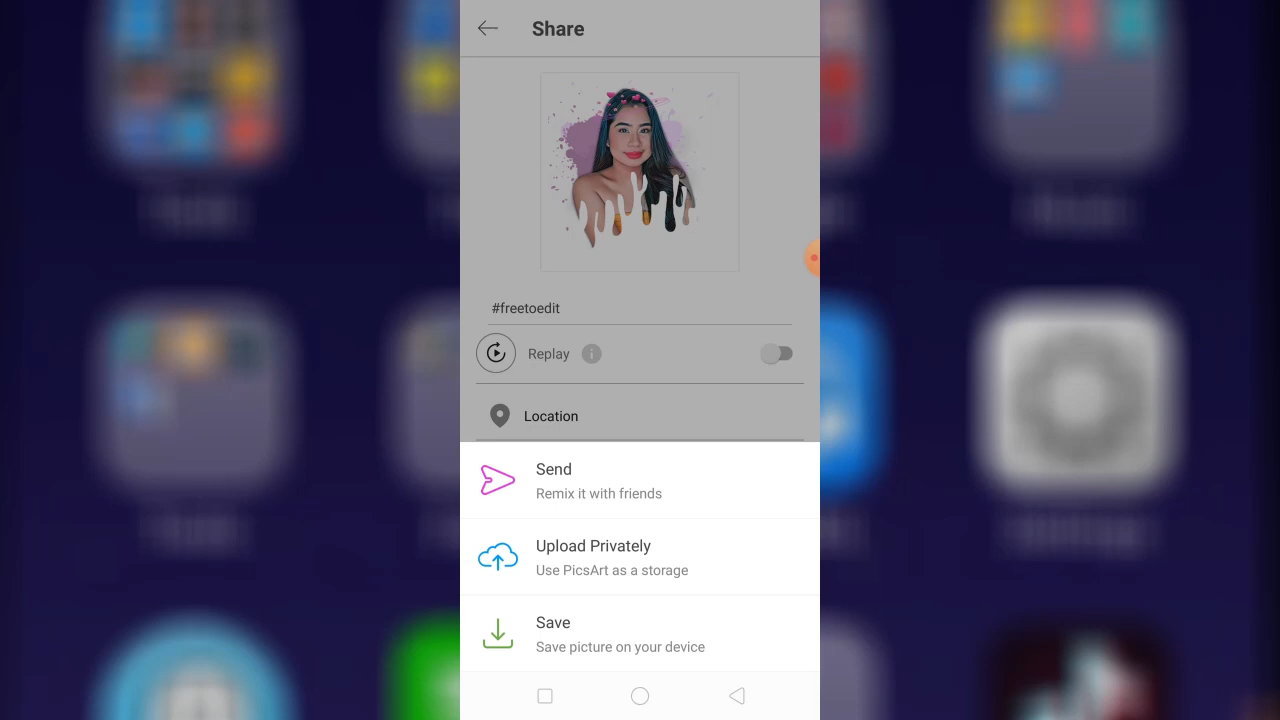 Share
#freetoedit
Replay
Location
Send
Remix it with friends
Upload Privately
Use PicsArt as a storage
Save
Save picture on your device